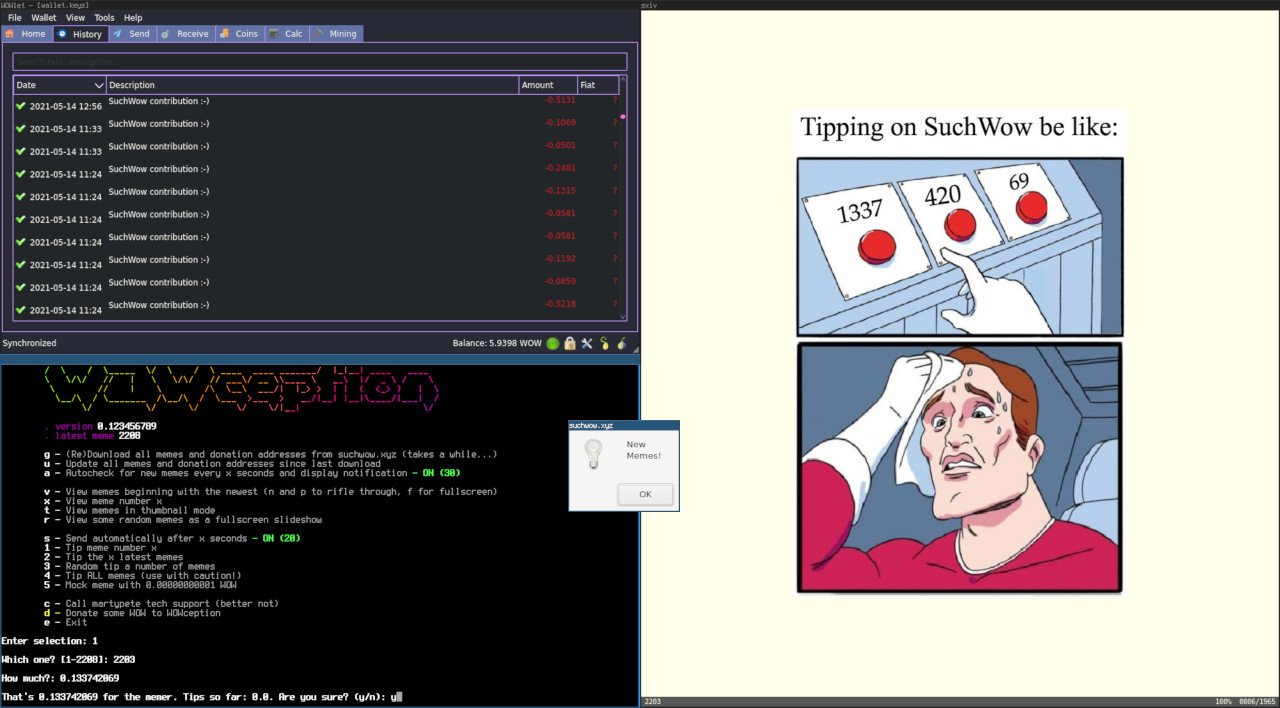 WOWlet - [wallet.keys]
File Wallet View Tools Help
Home History Send Receive Coins Calc Mining
Date Description Amount Fiat
2021-05-14 12:56 SuchWow contribution :-) -0.5131 ?
2021-05-14 11:33 SuchWow contribution :-) -0.1069 ?
2021-05-14 11:33 SuchWow contribution :-) -0.0501 ?
2021-05-14 11:24 SuchWow contribution :-) -0.2481 ?
2021-05-14 11:24 SuchWow contribution :-) -0.1315 ?
2021-05-14 11:24 SuchWow contribution :-) -0.0581 ?
2021-05-14 11:24 SuchWow contribution :-) -0.0581 ?
2021-05-14 11:24 SuchWow contribution :-) -0.1192 ?
2021-05-14 11:24 SuchWow contribution :-) -0.0859 ?
2021-05-14 11:24 SuchWow contribution :-) -0.5218 ?
Synchronized Balance: 5.9398 WOW
WOWception
. version 0.123456789
. latest meme 2208
g - (Re)Download all memes and donation addresses from suchwow.xyz (takes a while...)
u - Update all memes and donation addresses since last download
a - Autocheck for new memes every x seconds and display notification - ON (30)
v - View memes beginning with the newest (n and p to rifle through, f for fullscreen)
x - View meme number x
t - View memes in thumbnail mode
r - View some random memes as a fullscreen slideshow
s - Send automatically after x seconds - ON (20)
1 - Tip meme number x
2 - Tip the x latest memes
3 - Random tip a number of memes
4 - Tip ALL memes (use with caution!)
5 - Mock meme with 0.00000000001 WOW
c - Call martypete tech support (better not)
d - Donate some WOW to WOWception
e - Exit
Enter selection: 1
Which one? [1-2208]: 2203
How much?: 0.133742069
That's 0.133742069 for the memer. Tips so far: 0.0. Are you sure? (y/n): y
suchwow.xyz
New
Memes!
OK
sxiv
Tipping on SuchWow be like:
1337
420
69
2203 100% 0006/1965